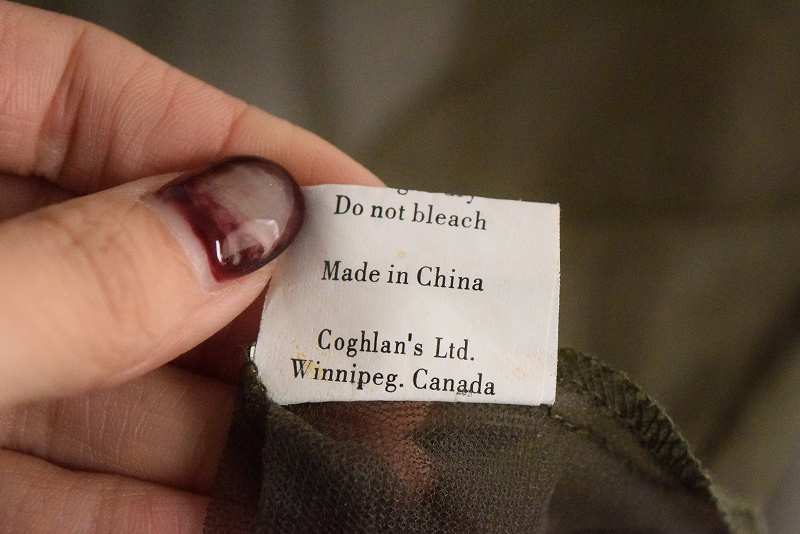 Do not bleach
Made in China
Coghlan's Ltd.
Winnipeg. Canada